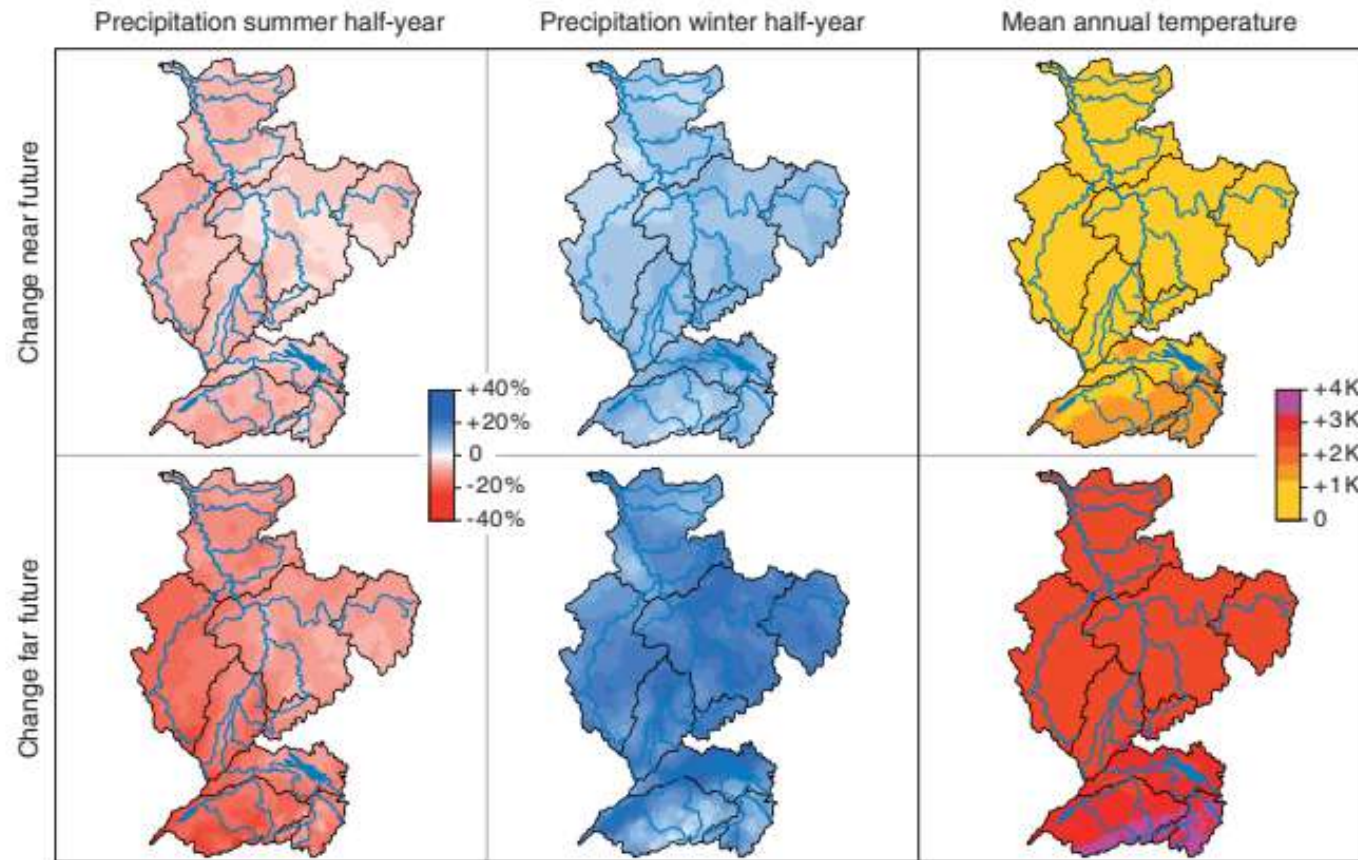 Precipitation summer half-year
Precipitation winter half-year
Mean annual temperature
Change near future
+40%
+20%
0
-20%
-40%
+4K
+3K
+2K
+1K
0
Change far future